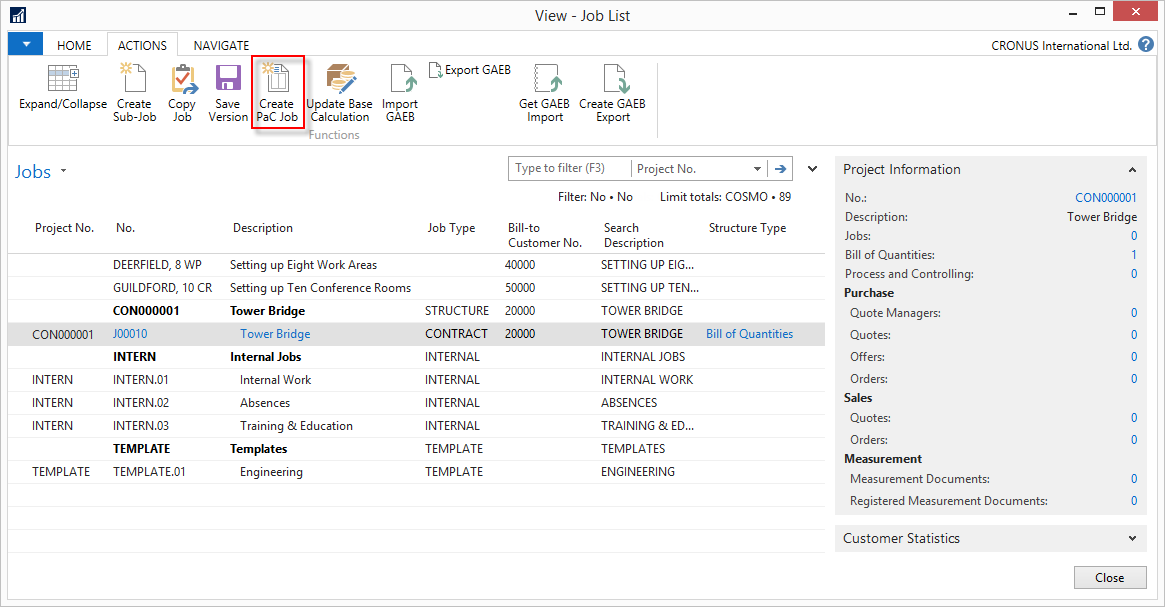 View - Job List
HOME ACTIONS NAVIGATE CRONUS International Ltd. ?
Expand/Collapse Create Sub-Job Copy Job Save Version Create PaC Job Update Base Calculation Import GAEB Export GAEB Get GAEB Import Create GAEB Export
Functions
Jobs
Type to filter (F3) Project No.
Filter: No • No Limit totals: COSMO • 89
Project No. No. Description Job Type Bill-to Customer No. Search Description Structure Type
DEERFIELD, 8 WP Setting up Eight Work Areas 40000 SETTING UP EIG...
GUILDFORD, 10 CR Setting up Ten Conference Rooms 50000 SETTING UP TEN...
CON000001 Tower Bridge STRUCTURE 20000 TOWER BRIDGE
CON000001 J00010 Tower Bridge CONTRACT 20000 TOWER BRIDGE Bill of Quantities
INTERN Internal Jobs INTERNAL INTERNAL JOBS
INTERN INTERN.01 Internal Work INTERNAL INTERNAL WORK
INTERN INTERN.02 Absences INTERNAL ABSENCES
INTERN INTERN.03 Training & Education INTERNAL TRAINING & ED...
TEMPLATE Templates TEMPLATE TEMPLATES
TEMPLATE TEMPLATE.01 Engineering TEMPLATE ENGINEERING
Project Information
No.: CON000001
Description: Tower Bridge
Jobs: 0
Bill of Quantities: 1
Process and Controlling: 0
Purchase
Quote Managers: 0
Quotes: 0
Offers: 0
Orders: 0
Sales
Quotes: 0
Orders: 0
Measurement
Measurement Documents: 0
Registered Measurement Documents: 0
Customer Statistics
Close